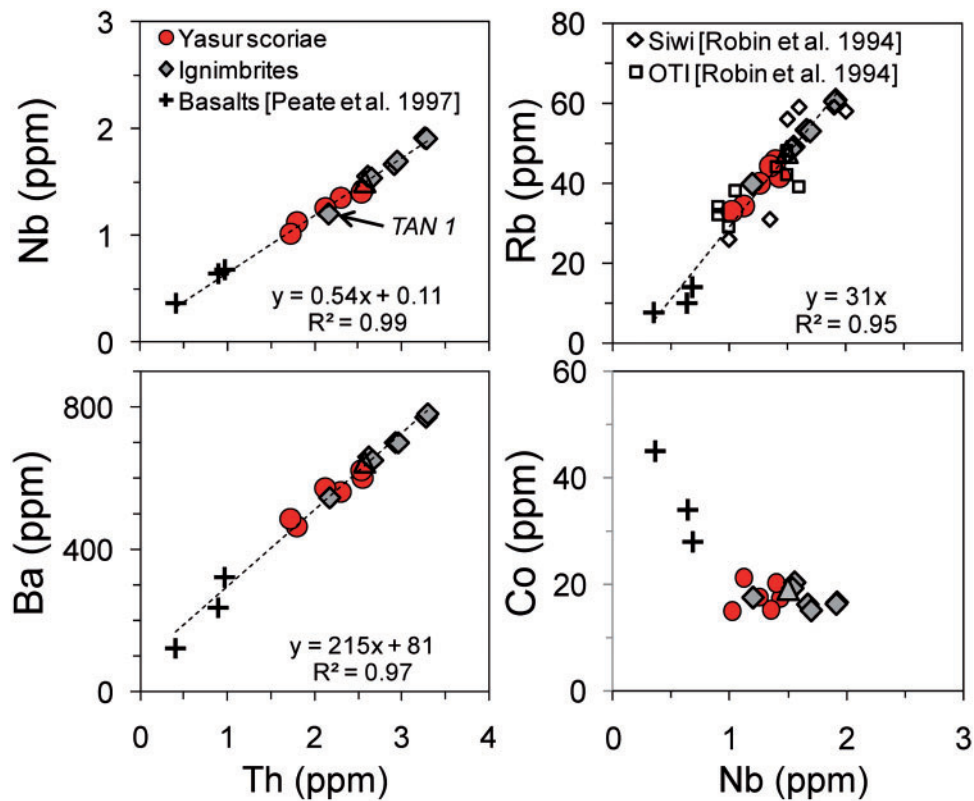 3
2
1
0
Nb (ppm)
Yasur scoriae
Ignimbrites
Basalts [Peate et al. 1997]
TAN 1
y = 0.54x + 0.11
R² = 0.99
80
60
40
20
0
Rb (ppm)
Siwi [Robin et al. 1994]
OTI [Robin et al. 1994]
y = 31x
R² = 0.95
800
400
0
Ba (ppm)
y = 215x + 81
R² = 0.97
0 1 2 3 4
Th (ppm)
60
40
20
0
Co (ppm)
0 1 2 3
Nb (ppm)